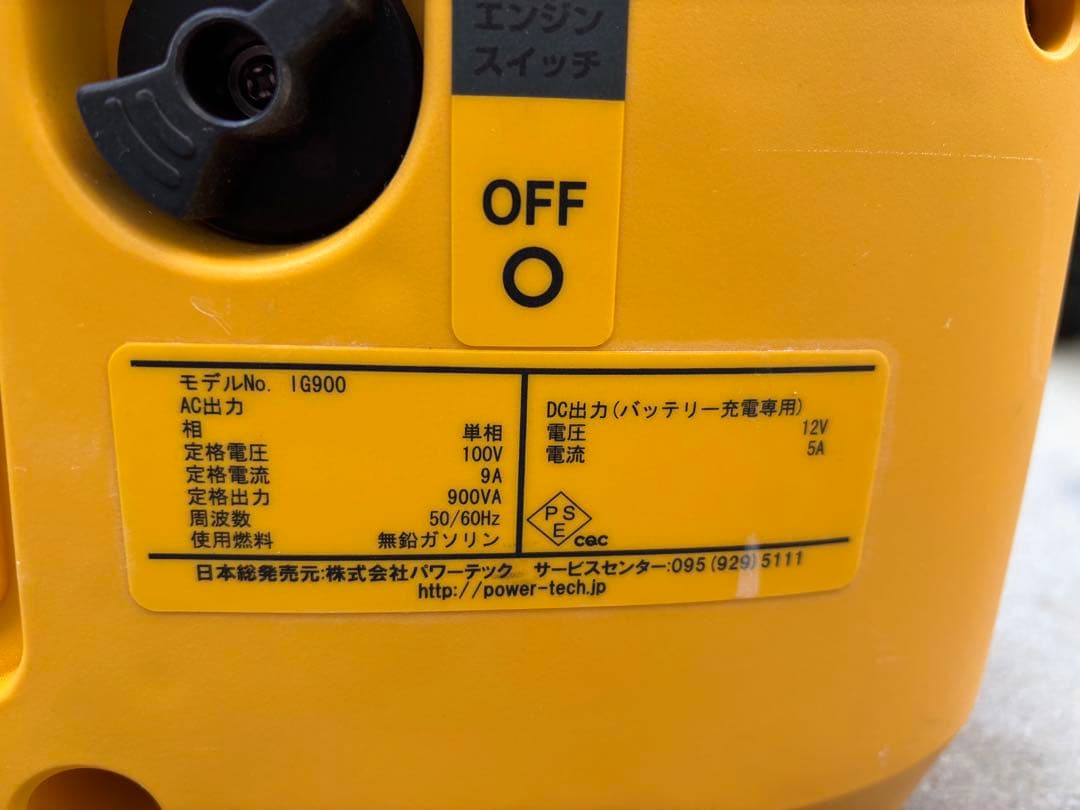 エンジン
スイッチ
OFF
モデルNo. IG900
AC出力
相 単相
定格電圧 100V
定格電流 9A
定格出力 900VA
周波数 50/60Hz
使用燃料 無鉛ガソリン
DC出力(バッテリー充電専用)
電圧 12V
電流 5A
PS
E
CQC
日本総発売元:株式会社パワーテック サービスセンター:095(929)5111
http://power-tech.jp